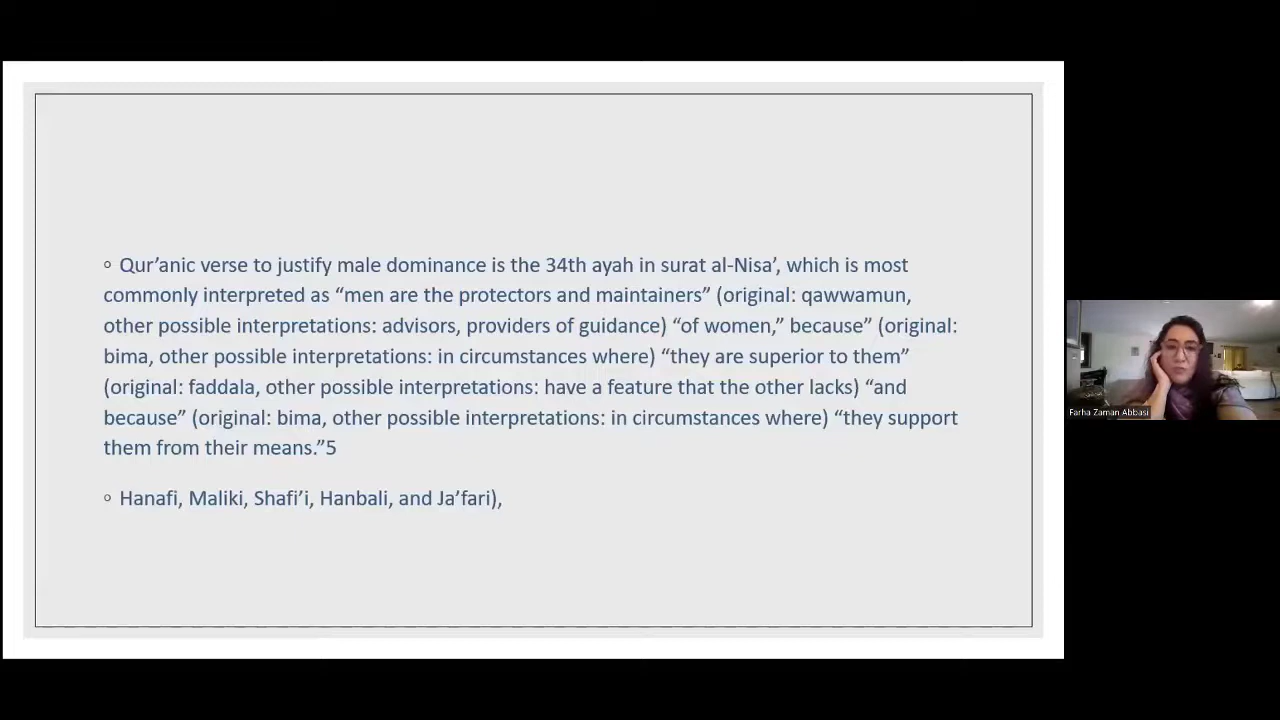 ◦ Qur’anic verse to justify male dominance is the 34th ayah in surat al-Nisa’, which is most
commonly interpreted as “men are the protectors and maintainers” (original: qawwamun,
other possible interpretations: advisors, providers of guidance) “of women,” because” (original:
bima, other possible interpretations: in circumstances where) “they are superior to them”
(original: faddala, other possible interpretations: have a feature that the other lacks) “and
because” (original: bima, other possible interpretations: in circumstances where) “they support
them from their means.”5
◦ Hanafi, Maliki, Shafi’i, Hanbali, and Ja’fari),
Farha Zaman Abbasi